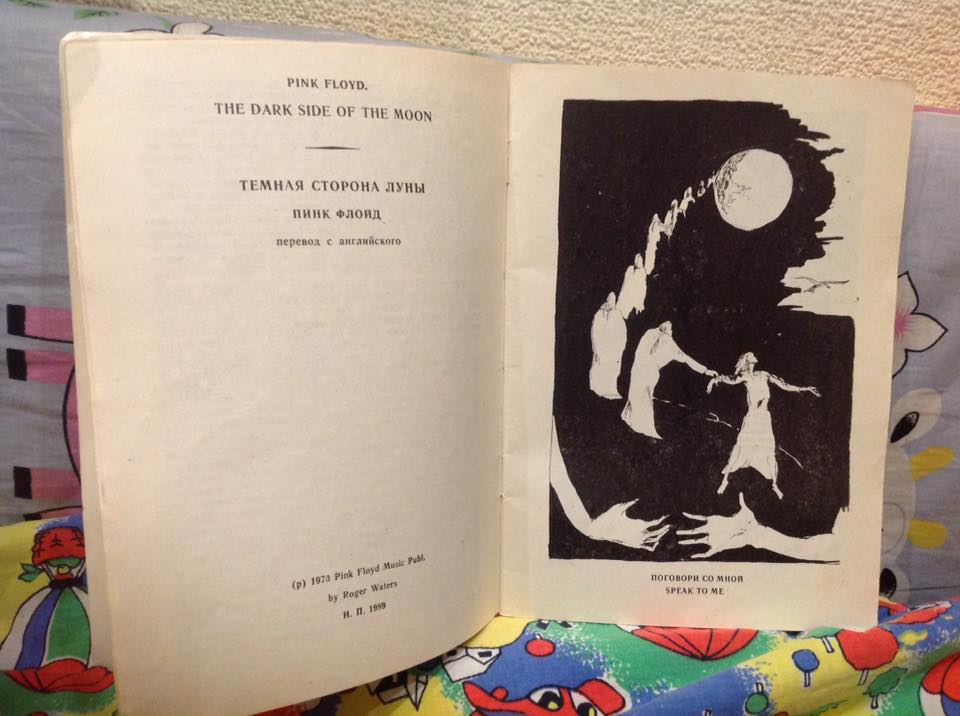 PINK FLOYD.
THE DARK SIDE OF THE MOON
ТЕМНАЯ СТОРОНА ЛУНЫ
ПИНК ФЛОЙД
перевод с английского
(p) 1973 Pink Floyd Music Publ.
by Roger Waters
И. П. 1989
ПОГОВОРИ СО МНОЙ
SPEAK TO ME